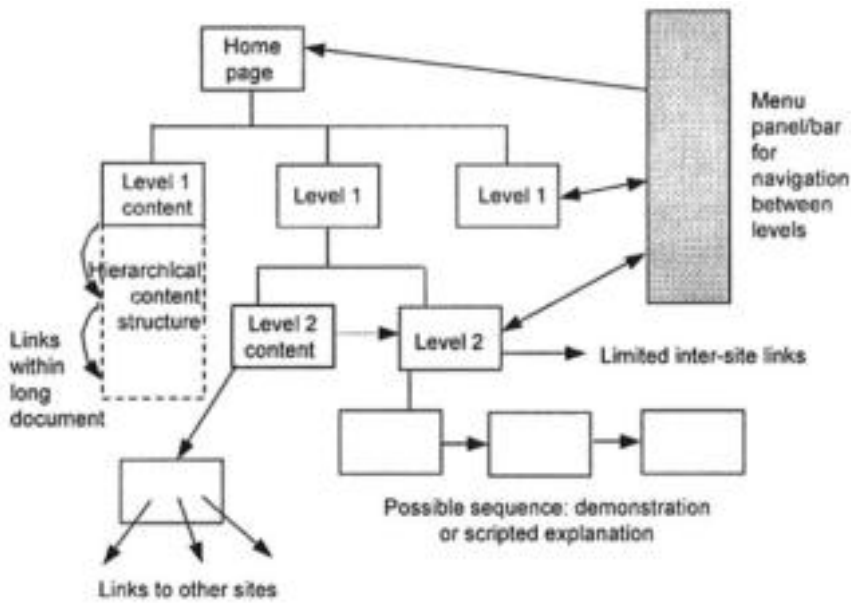 Home
page
Menu
panel/bar
for
navigation
between
levels
Level 1
content
Level 1
Level 1
Hierarchical
content
structure
Links
within
long
document
Level 2
content
Level 2
Limited inter-site links
Possible sequence: demonstration
or scripted explanation
Links to other sites